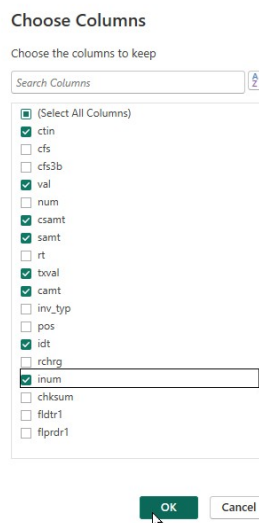 Choose Columns
Choose the columns to keep
Search Columns
A
Z
(Select All Columns)
ctin
cfs
cfs3b
val
num
csamt
samt
rt
txval
camt
inv_typ
pos
idt
rchrg
inum
chksum
fldtr1
flprdr1
OK
Cancel